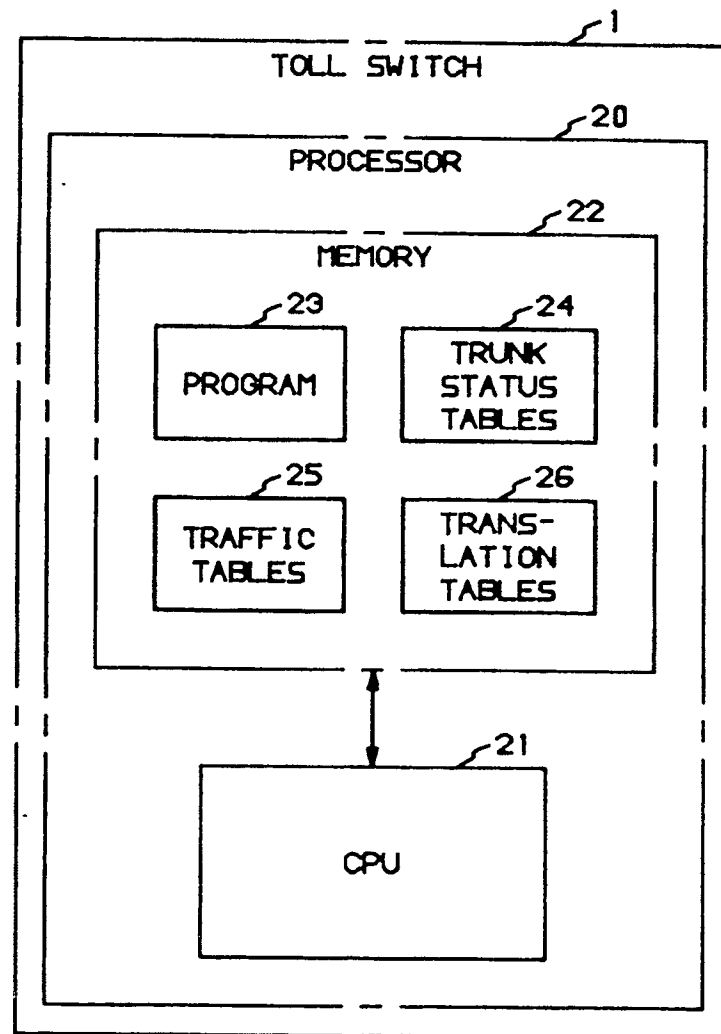 1
TOLL SWITCH
20
PROCESSOR
22
MEMORY
23
PROGRAM
24
TRUNK
STATUS
TABLES
25
TRAFFIC
TABLES
26
TRANS-
LATION
TABLES
21
CPU